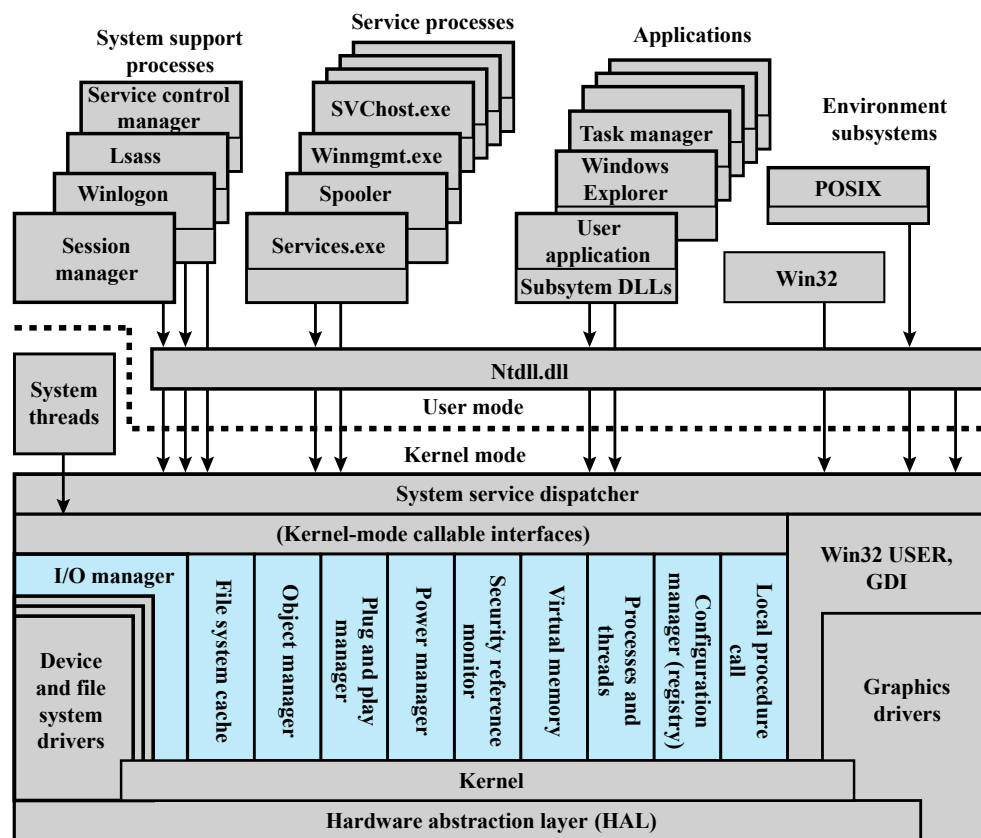 System support
processes
Service processes
Applications
Environment
subsystems
Service control
manager
Lsass
Winlogon
Session
manager
SVChost.exe
Winmgmt.exe
Spooler
Services.exe
Task manager
Windows
Explorer
User
application
Subsytem DLLs
POSIX
Win32
System
threads
Ntdll.dll
User mode
Kernel mode
System service dispatcher
(Kernel-mode callable interfaces)
Win32 USER,
GDI
I/O manager
Device
and file
system
drivers
File system cache
Object manager
Plug and play
manager
Power manager
Security reference
monitor
Virtual memory
Processes and
threads
Configuration
manager (registry)
Local procedure
call
Graphics
drivers
Kernel
Hardware abstraction layer (HAL)